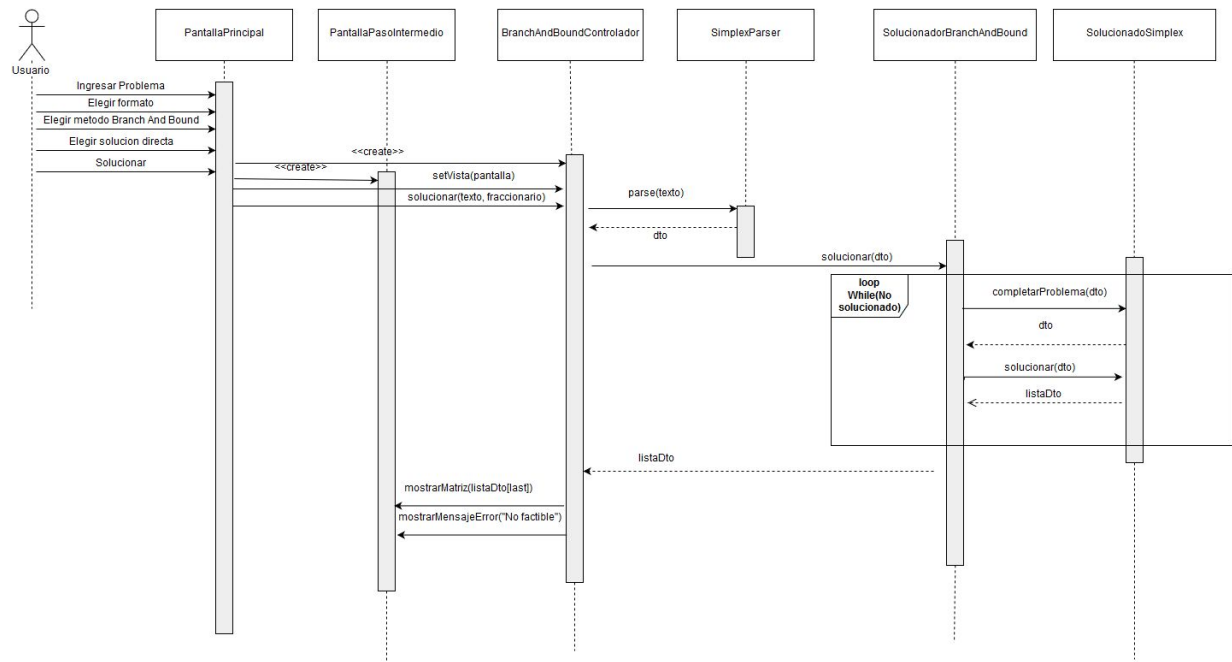 Usuario
PantallaPrincipal
PantallaPasoIntermedio
BranchAndBoundControlador
SimplexParser
SolucionadorBranchAndBound
SolucionadoSimplex
Ingresar Problema
Elegir formato
Elegir metodo Branch And Bound
Elegir solucion directa
Solucionar
<<create>>
<<create>>
setVista(pantalla)
solucionar(texto, fraccionario)
parse(texto)
dto
solucionar(dto)
loop
While(No
solucionado)
completarProblema(dto)
dto
solucionar(dto)
listaDto
listaDto
mostrarMatriz(listaDto[last])
mostrarMensajeError("No factible")